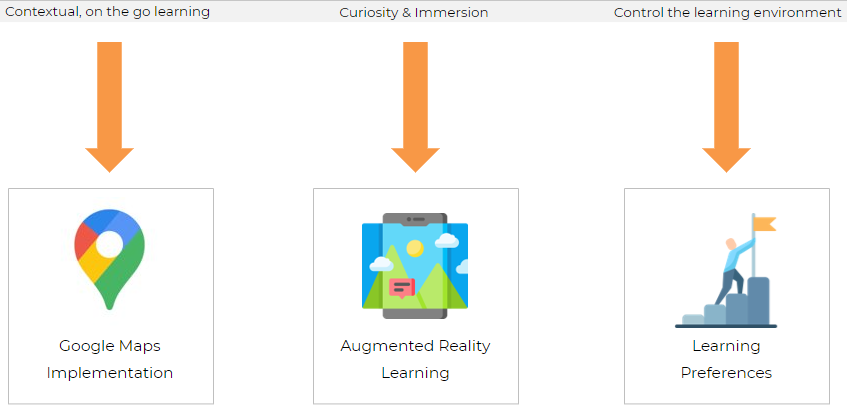 Contextual, on the go learning
Curiosity & Immersion
Control the learning environment
Google Maps
Implementation
Augmented Reality
Learning
Learning
Preferences